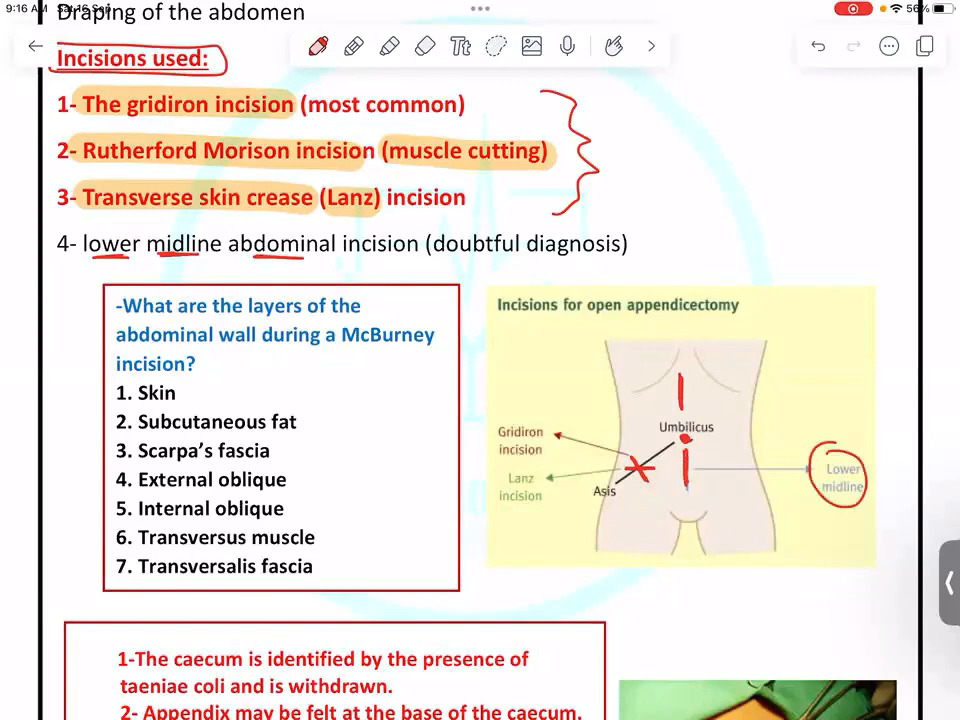 Draping of the abdomen
9:16 AM Sat 16 Sep
56%
Tt
Incisions used:
1- The gridiron incision (most common)
2- Rutherford Morison incision (muscle cutting)
3- Transverse skin crease (Lanz) incision
4- lower midline abdominal incision (doubtful diagnosis)
-What are the layers of the
abdominal wall during a McBurney
incision?
1. Skin
2. Subcutaneous fat
3. Scarpa's fascia
4. External oblique
5. Internal oblique
6. Transversus muscle
7. Transversalis fascia
Incisions for open appendicectomy
Umbilicus
Gridiron
incision
Lanz
incision
Asis
Lower
midline
1-The caecum is identified by the presence of
taeniae coli and is withdrawn.
2- Appendix may be felt at the base of the caecum.